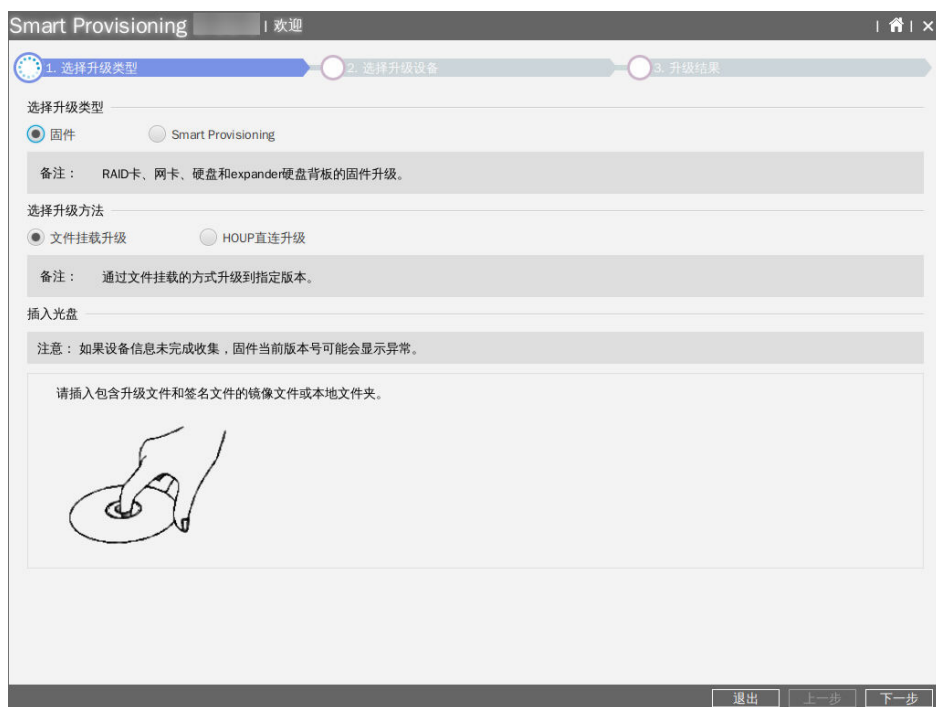 Smart Provisioning | 欢迎
1. 选择升级类型 2. 选择升级设备 3. 升级结果
选择升级类型
固件 Smart Provisioning
备注： RAID卡、网卡、硬盘和expander硬盘背板的固件升级。
选择升级方法
文件挂载升级 HOUP直连升级
备注： 通过文件挂载的方式升级到指定版本。
插入光盘
注意： 如果设备信息未完成收集，固件当前版本号可能会显示异常。
请插入包含升级文件和签名文件的镜像文件或本地文件夹。
退出 上一步 下一步